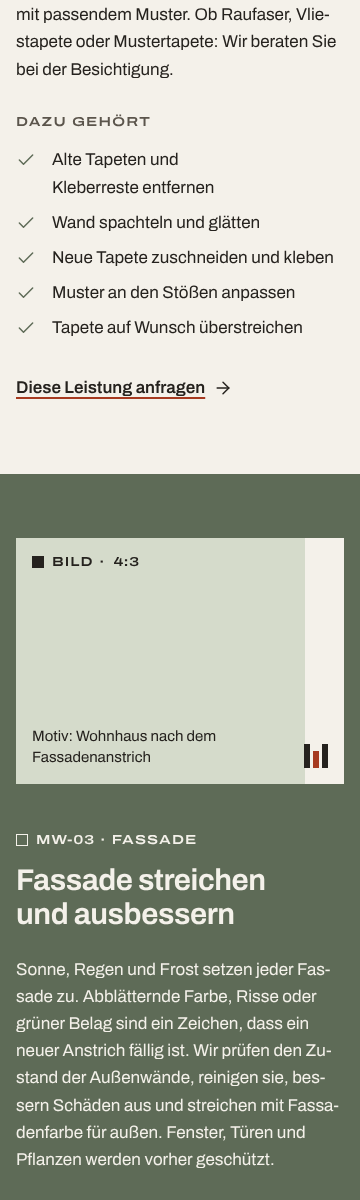 mit passendem Muster. Ob Raufaser, Vlie-
stapete oder Mustertapete: Wir beraten Sie
bei der Besichtigung.
DAZU GEHÖRT
Alte Tapeten und
Kleberreste entfernen
Wand spachteln und glätten
Neue Tapete zuschneiden und kleben
Muster an den Stößen anpassen
Tapete auf Wunsch überstreichen
Diese Leistung anfragen →
BILD · 4:3
Motiv: Wohnhaus nach dem
Fassadenanstrich
MW-03 · FASSADE
Fassade streichen
und ausbessern
Sonne, Regen und Frost setzen jeder Fas-
sade zu. Abblätternde Farbe, Risse oder
grüner Belag sind ein Zeichen, dass ein
neuer Anstrich fällig ist. Wir prüfen den Zu-
stand der Außenwände, reinigen sie, bes-
sern Schäden aus und streichen mit Fassa-
denfarbe für außen. Fenster, Türen und
Pflanzen werden vorher geschützt.